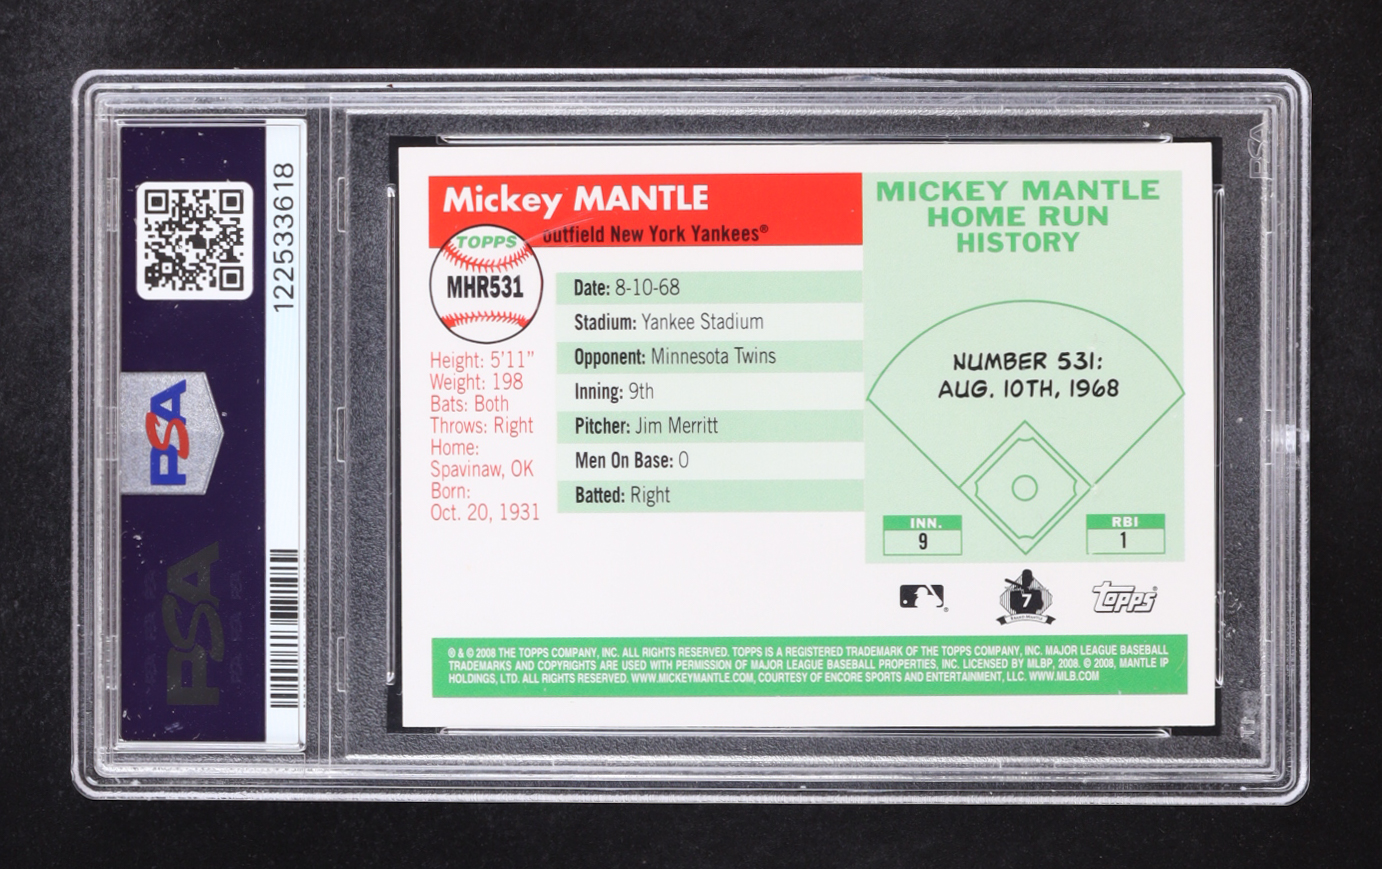 Mickey MANTLE
outfield New York Yankees®
TOPPS
MHR531
Height: 5'11"
Weight: 198
Bats: Both
Throws: Right
Home:
Spavinaw, OK
Born:
Oct. 20, 1931
Date: 8-10-68
Stadium: Yankee Stadium
Opponent: Minnesota Twins
Inning: 9th
Pitcher: Jim Merritt
Men On Base: 0
Batted: Right
MICKEY MANTLE
HOME RUN
HISTORY
NUMBER 531:
AUG. 10TH, 1968
INN.
9
RBI
1
7
Topps®
® & © 2008 THE TOPPS COMPANY, INC. ALL RIGHTS RESERVED. TOPPS IS A REGISTERED TRADEMARK OF THE TOPPS COMPANY, INC. MAJOR LEAGUE BASEBALL
TRADEMARKS AND COPYRIGHTS ARE USED WITH PERMISSION OF MAJOR LEAGUE BASEBALL PROPERTIES, INC. LICENSED BY MLBP, 2008. © 2008, MANTLE IP
HOLDINGS, LTD. ALL RIGHTS RESERVED. WWW.MICKEYMANTLE.COM, COURTESY OF ENCORE SPORTS AND ENTERTAINMENT, LLC. WWW.MLB.COM
122533618
PSA
PSA
PSA